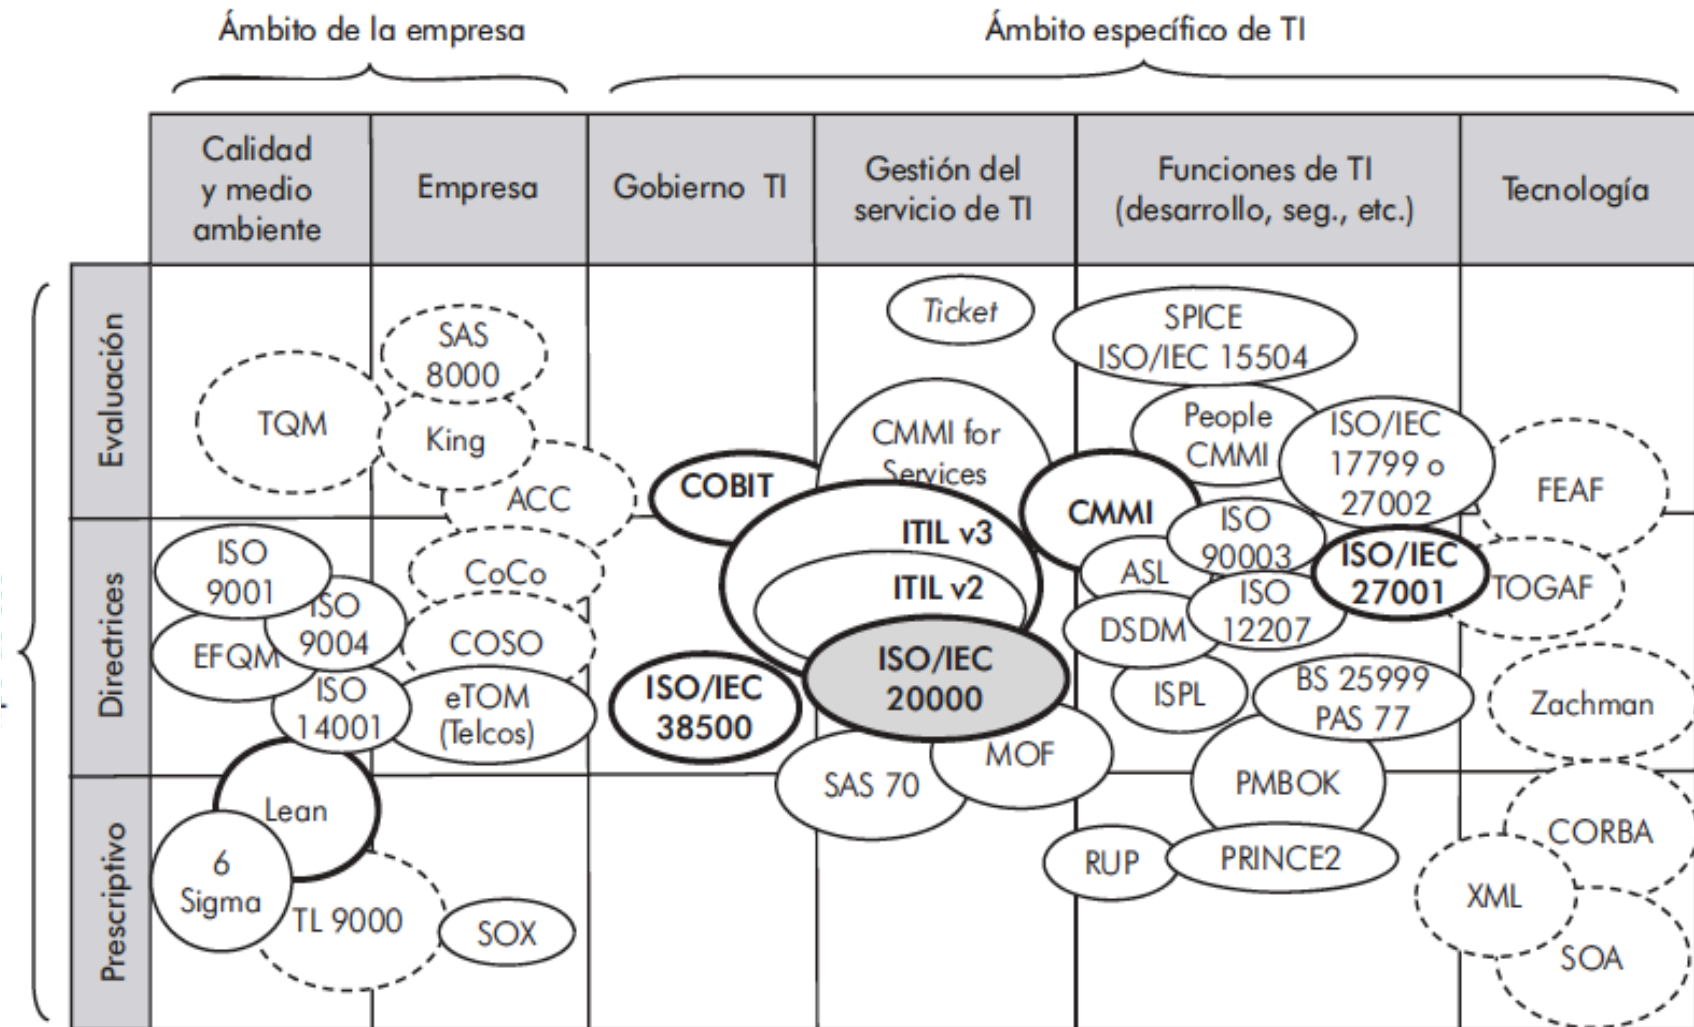 Ámbito de la empresa
Ámbito específico de TI
Calidad
y medio
ambiente
Empresa
Gobierno TI
Gestión del
servicio de TI
Funciones de TI
(desarrollo, seg., etc.)
Tecnología
Evaluación
TQM
SAS
8000
King
ACC
COBIT
Ticket
CMMI for
Services
SPICE
ISO/IEC 15504
People
CMMI
ISO/IEC
17799 o
27002
CMMI
FEAF
Directrices
ISO
9001
ISO
9004
EFQM
ISO
14001
CoCo
COSO
eTOM
(Telcos)
ISO/IEC
38500
ITIL v3
ITIL v2
ISO/IEC
20000
MOF
ISO
90003
ASL
ISO
12207
DSDM
ISPL
ISO/IEC
27001
BS 25999
PAS 77
TOGAF
Zachman
Prescriptivo
Lean
6
Sigma
TL 9000
SOX
SAS 70
PMBOK
RUP
PRINCE2
CORBA
XML
SOA